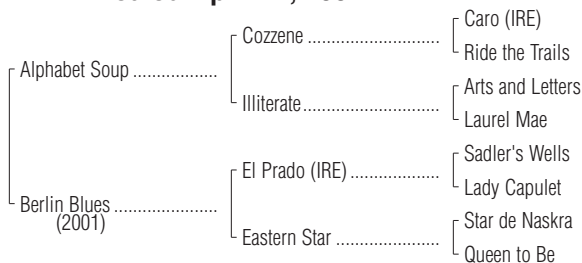 Caro (IRE)
Cozzene
Ride the Trails
Alphabet Soup
Arts and Letters
Illiterate
Laurel Mae
Sadler's Wells
El Prado (IRE)
Lady Capulet
Berlin Blues
(2001)
Star de Naskra
Eastern Star
Queen to Be